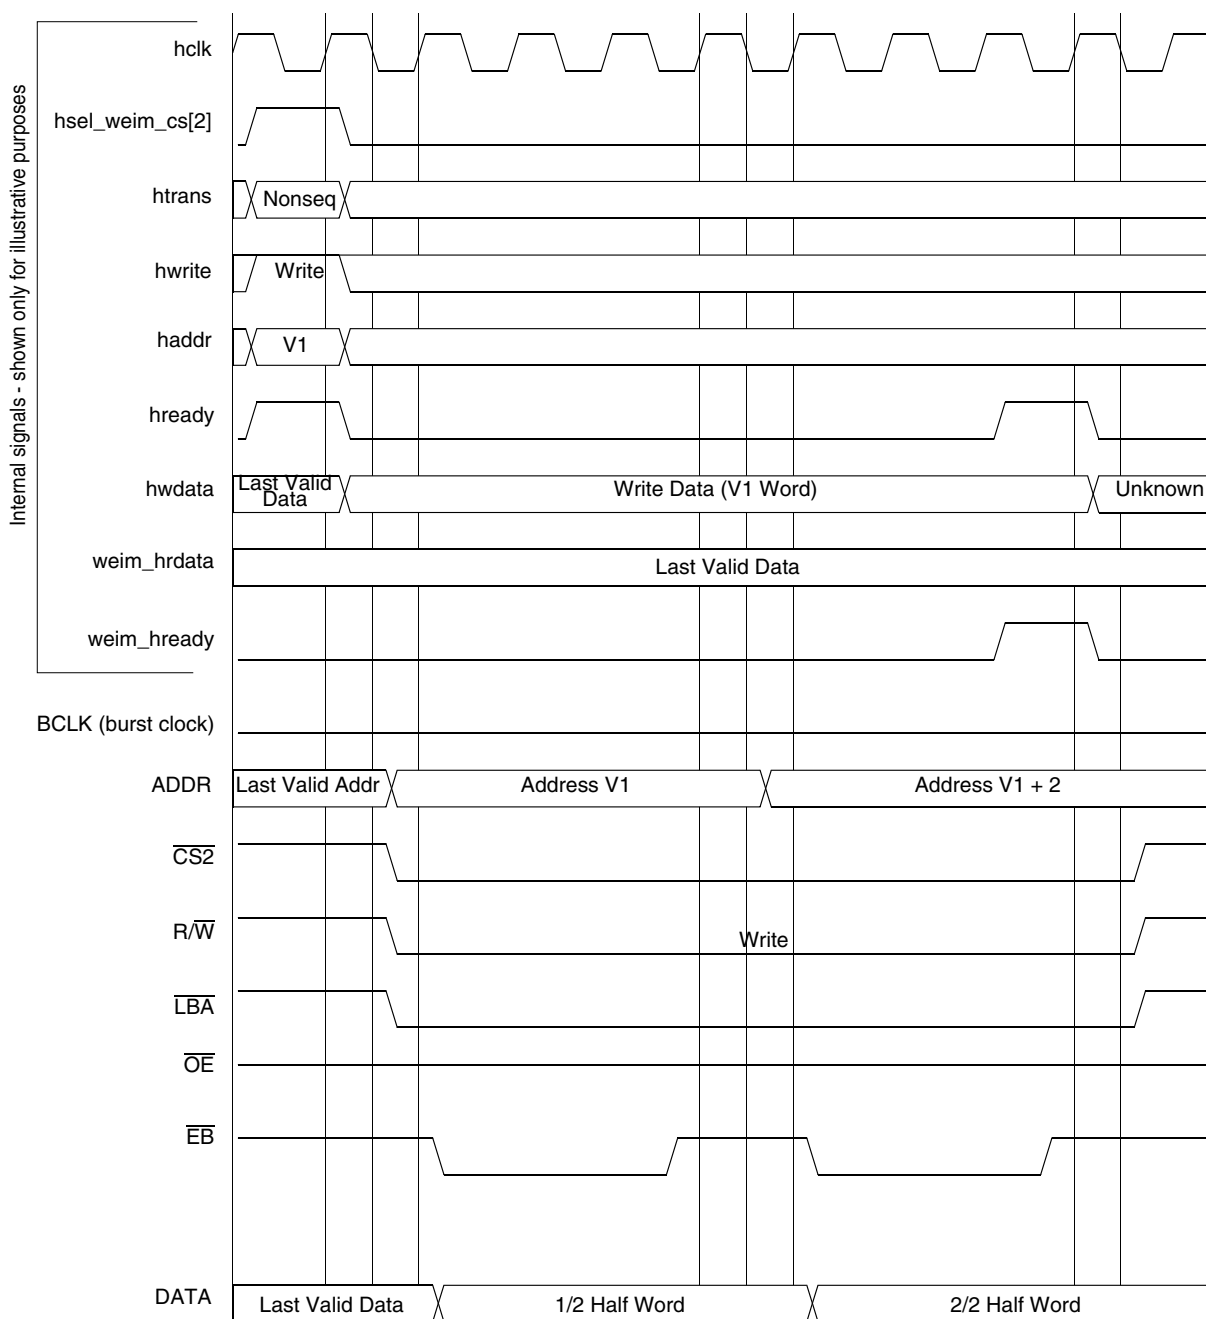 Internal signals - shown only for illustrative purposes
hclk
hsel_weim_cs[2]
htrans
Nonseq
hwrite
Write
haddr
V1
hready
hwdata
Last Valid
Data
Write Data (V1 Word)
Unknown
weim_hrdata
Last Valid Data
weim_hready
BCLK (burst clock)
ADDR
Last Valid Addr
Address V1
Address V1 + 2
CS2
R/W
Write
LBA
OE
EB
DATA
Last Valid Data
1/2 Half Word
2/2 Half Word